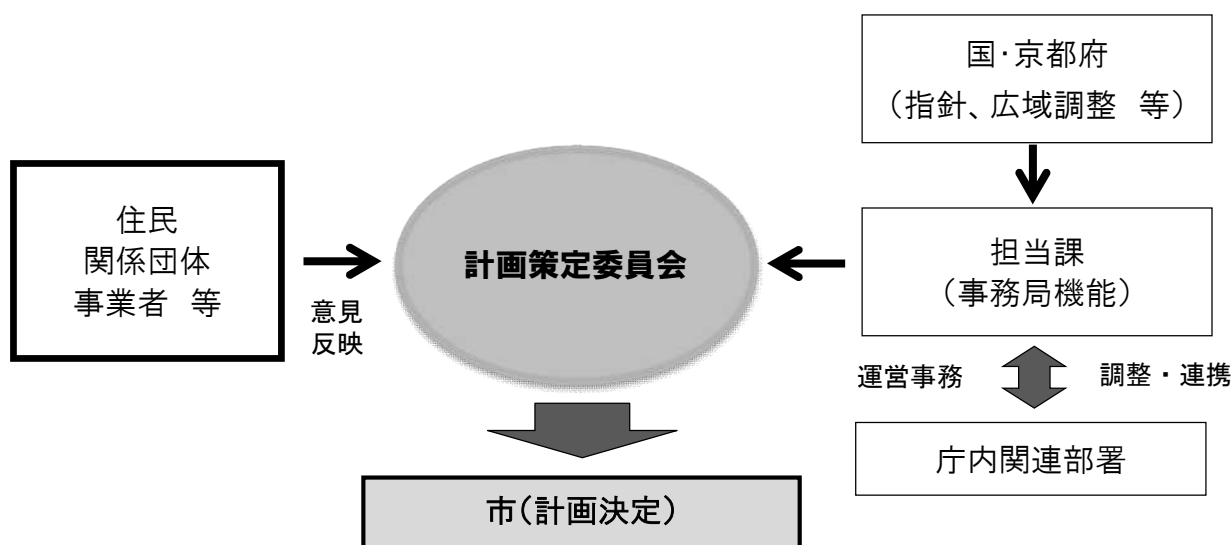 国・京都府
（指針、広域調整　等）
住民
関係団体
事業者　等
意見
反映
計画策定委員会
担当課
（事務局機能）
運営事務
調整・連携
庁内関連部署
市（計画決定）